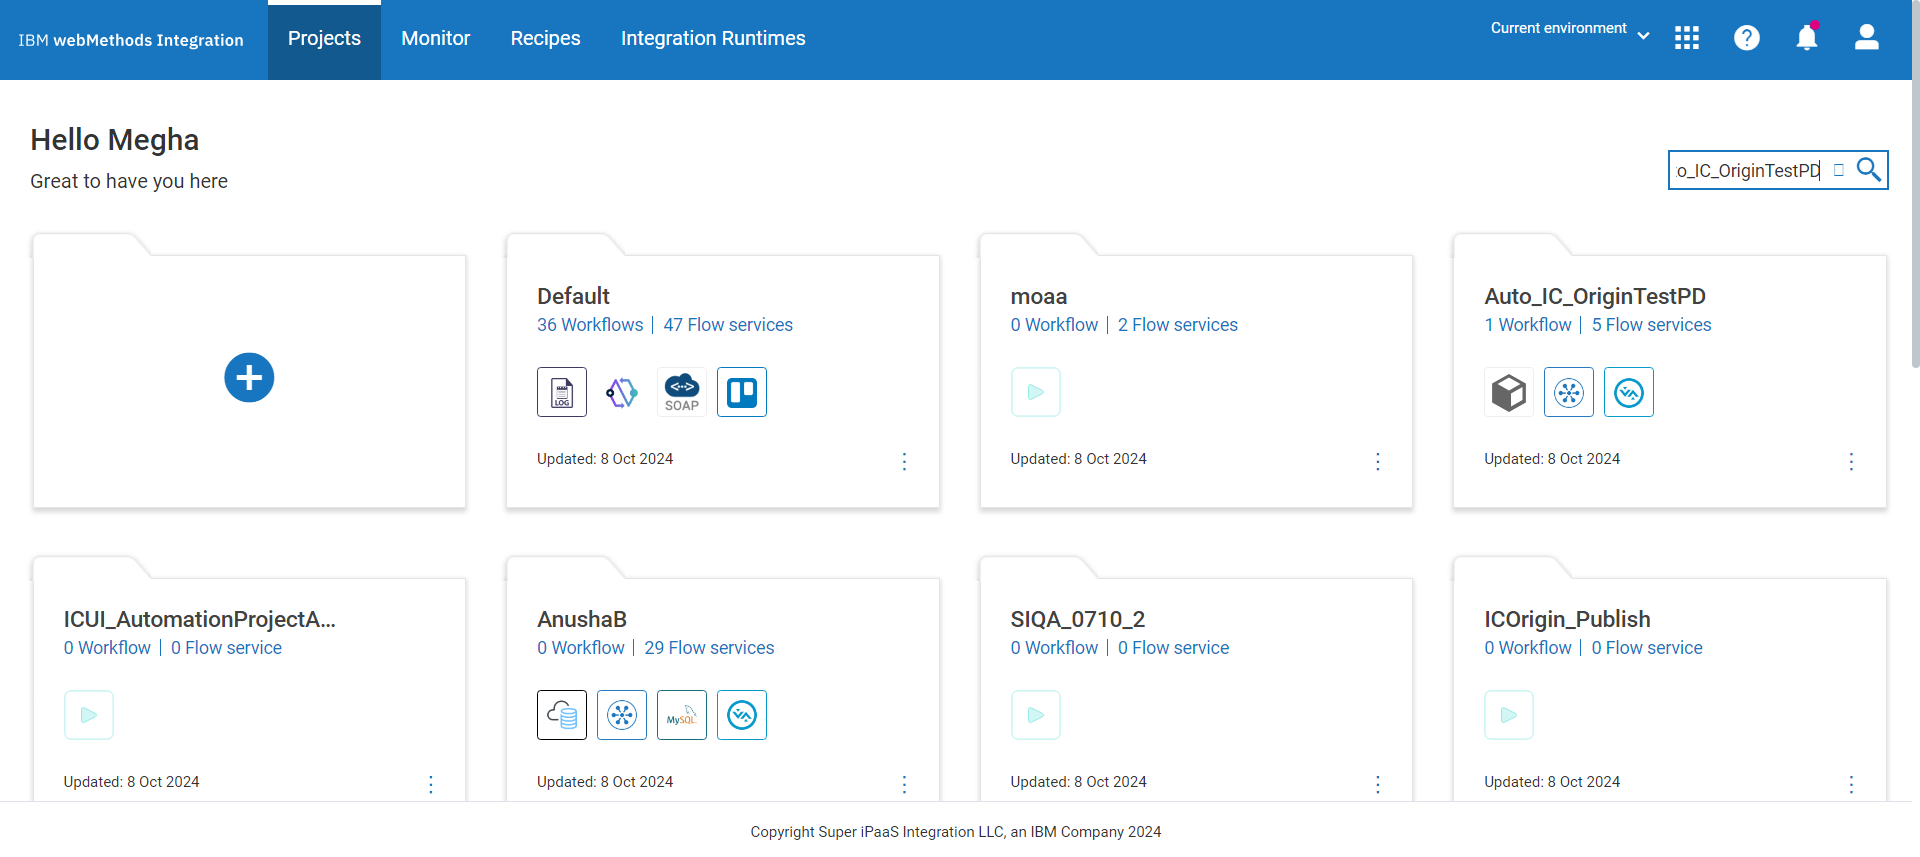 IBM webMethods Integration
Projects
Monitor
Recipes
Integration Runtimes
Current environment
Hello Megha
Great to have you here
o_IC_OriginTestPD
Default
36 Workflows | 47 Flow services
LOG
SOAP
Updated: 8 Oct 2024
moaa
0 Workflow | 2 Flow services
Updated: 8 Oct 2024
Auto_IC_OriginTestPD
1 Workflow | 5 Flow services
Updated: 8 Oct 2024
ICUI_AutomationProjectA...
0 Workflow | 0 Flow service
Updated: 8 Oct 2024
AnushaB
0 Workflow | 29 Flow services
MySQL
Updated: 8 Oct 2024
SIQA_0710_2
0 Workflow | 0 Flow service
Updated: 8 Oct 2024
ICOrigin_Publish
0 Workflow | 0 Flow service
Updated: 8 Oct 2024
Copyright Super iPaaS Integration LLC, an IBM Company 2024